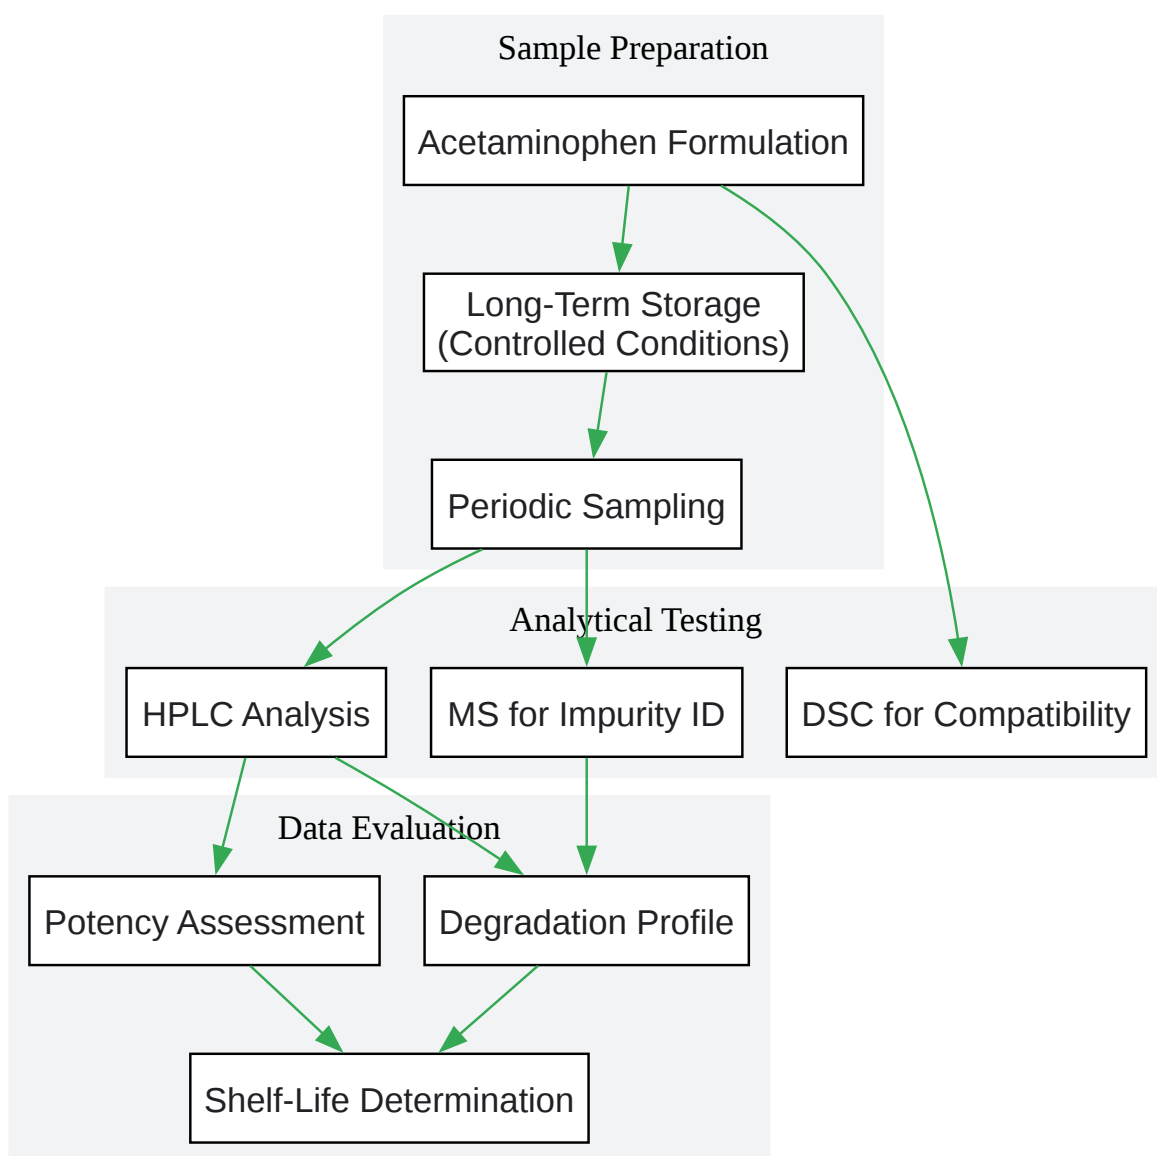 Sample Preparation
Acetaminophen Formulation
Long-Term Storage
(Controlled Conditions)
Periodic Sampling
Analytical Testing
HPLC Analysis
MS for Impurity ID
DSC for Compatibility
Data Evaluation
Potency Assessment
Degradation Profile
Shelf-Life Determination